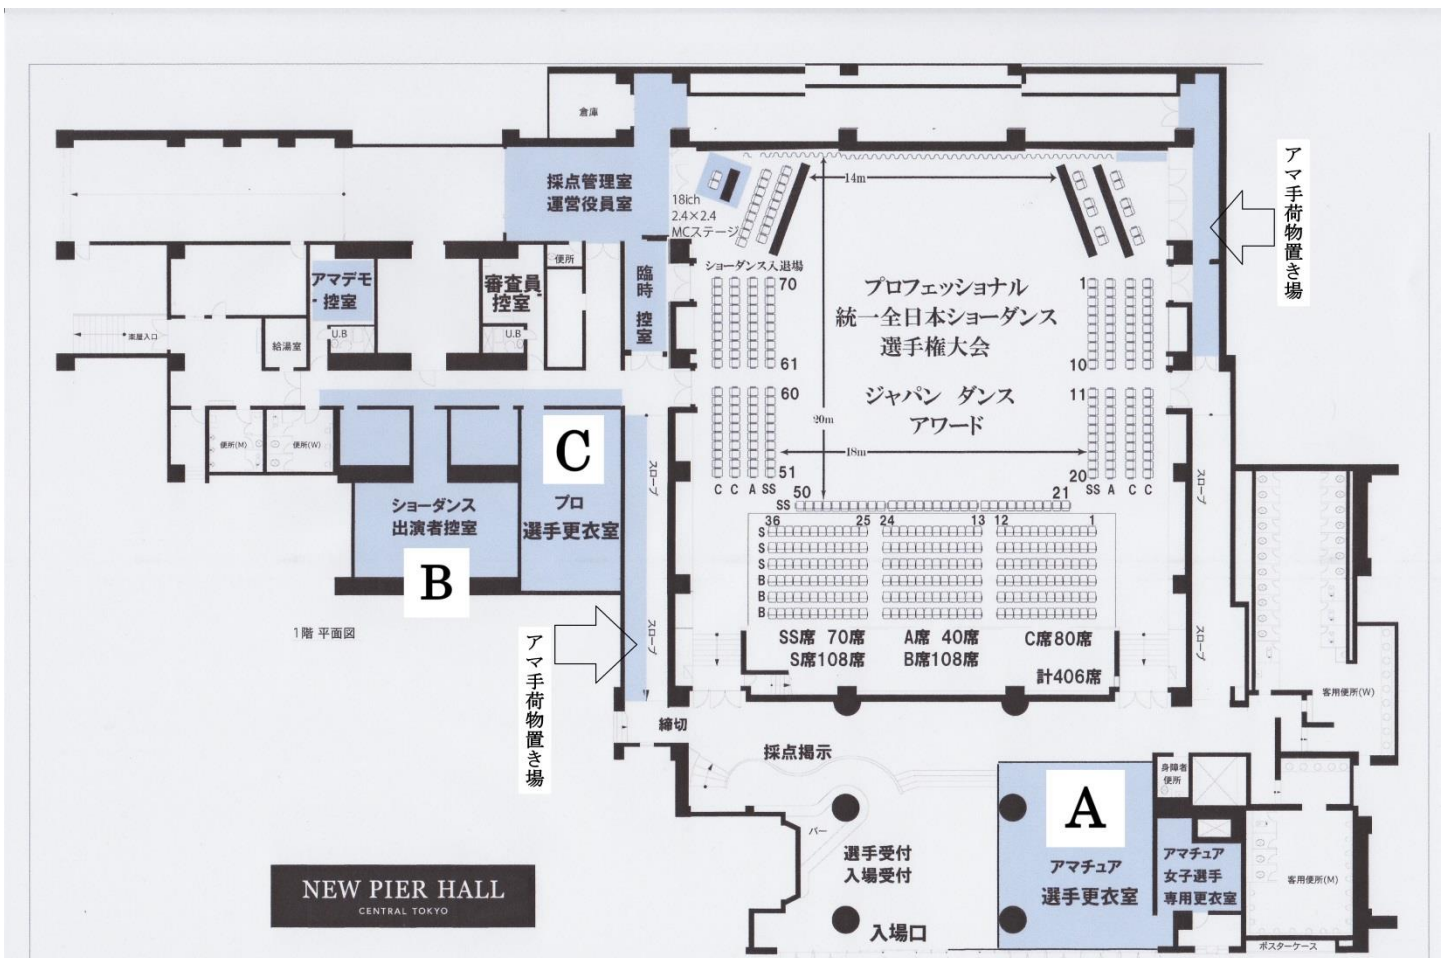 倉庫
採点管理室
運営役員室
18ich
2.4×2.4
MCステージ
14m
アマ手荷物置き場
アマデモ
控室
U.B
審査員
控室
U.B
便所
臨時 控室
ショーダンス入退場
70
61
60
51
C C A SS
プロフェッショナル
統一全日本ショーダンス
選手権大会
ジャパン ダンス
アワード
20m
18m
1
10
11
20
SS A C C
楽屋入口
給湯室
便所(M)
便所(W)
C
プロ
選手更衣室
ショーダンス
出演者控室
B
スロープ
スロープ
スロープ
スロープ
50
21
SS
36 25 24 13 12 1
S
S
S
B
B
B
SS席 70席 A席 40席 C席80席
S席108席 B席108席
計406席
1階 平面図
アマ手荷物置き場
締切
採点掲示
バー
選手受付
入場受付
入場口
A
アマチュア
選手更衣室
身障者
便所
アマチュア
女子選手
専用更衣室
客用便所(W)
客用便所(M)
ポスターケース
NEW PIER HALL
CENTRAL TOKYO